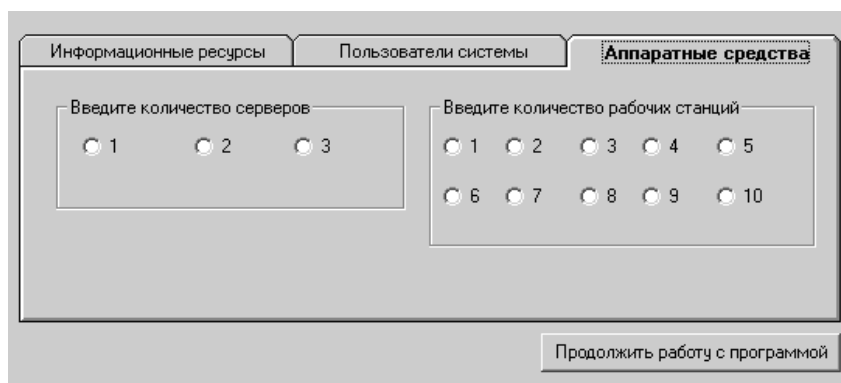 Информационные ресурсы Пользователи системы Аппаратные средства
Введите количество серверов Введите количество рабочих станций
1 2 3 1 2 3 4 5
6 7 8 9 10
Продолжить работу с программой